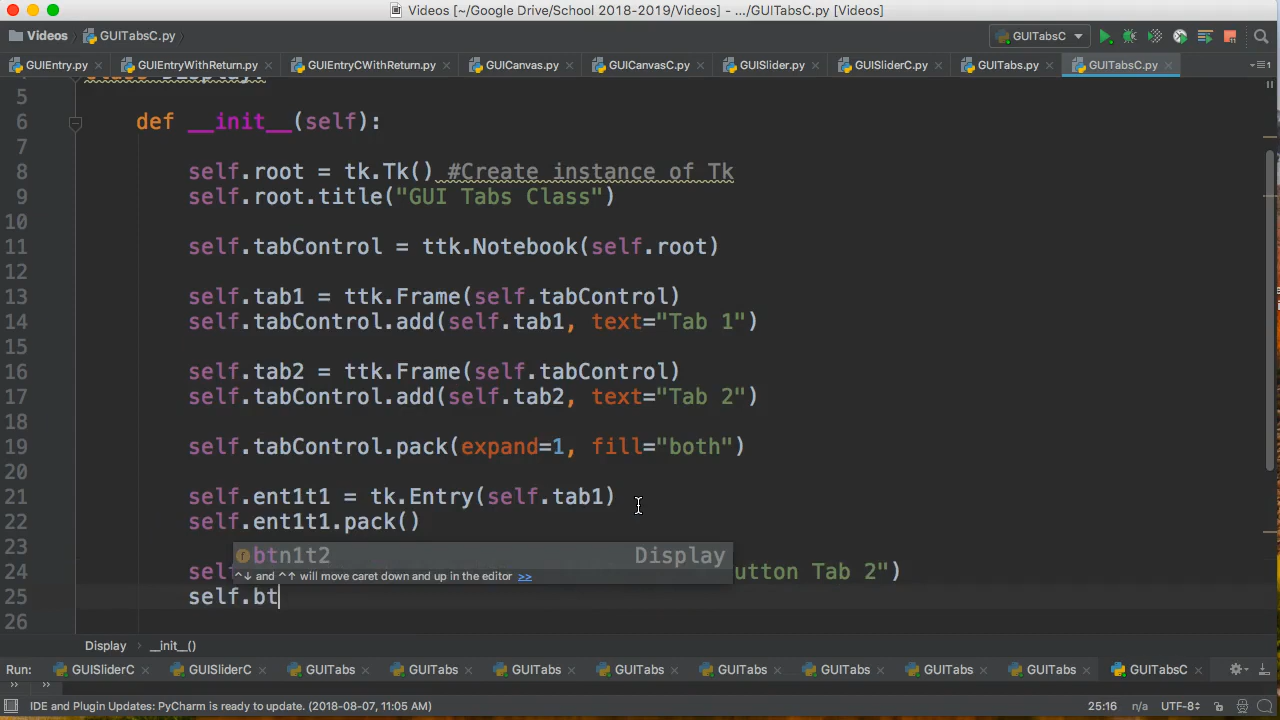 Videos [~/Google Drive/School 2018-2019/Videos] - .../GUITabsC.py [Videos]
Videos GUITabsC.py GUITabsC
GUIEntry.py GUIEntryWithReturn.py GUIEntryCWithReturn.py GUICanvas.py GUICanvasC.py GUISlider.py GUISliderC.py GUITabs.py GUITabsC.py
5
6 def __init__(self):
7
8 self.root = tk.Tk() #Create instance of Tk
9 self.root.title("GUI Tabs Class")
10
11 self.tabControl = ttk.Notebook(self.root)
12
13 self.tab1 = ttk.Frame(self.tabControl)
14 self.tabControl.add(self.tab1, text="Tab 1")
15
16 self.tab2 = ttk.Frame(self.tabControl)
17 self.tabControl.add(self.tab2, text="Tab 2")
18
19 self.tabControl.pack(expand=1, fill="both")
20
21 self.ent1t1 = tk.Entry(self.tab1)
22 self.ent1t1.pack()
23 btn1t2 Display
^↓ and ^↑ will move caret down and up in the editor >>
24 sel utton Tab 2")
25 self.bt
26
Display › __init__()
Run: GUISliderC GUISliderC GUITabs GUITabs GUITabs GUITabs GUITabs GUITabs GUITabs GUITabs GUITabsC
IDE and Plugin Updates: PyCharm is ready to update. (2018-08-07, 11:05 AM) 25:16 n/a UTF-8